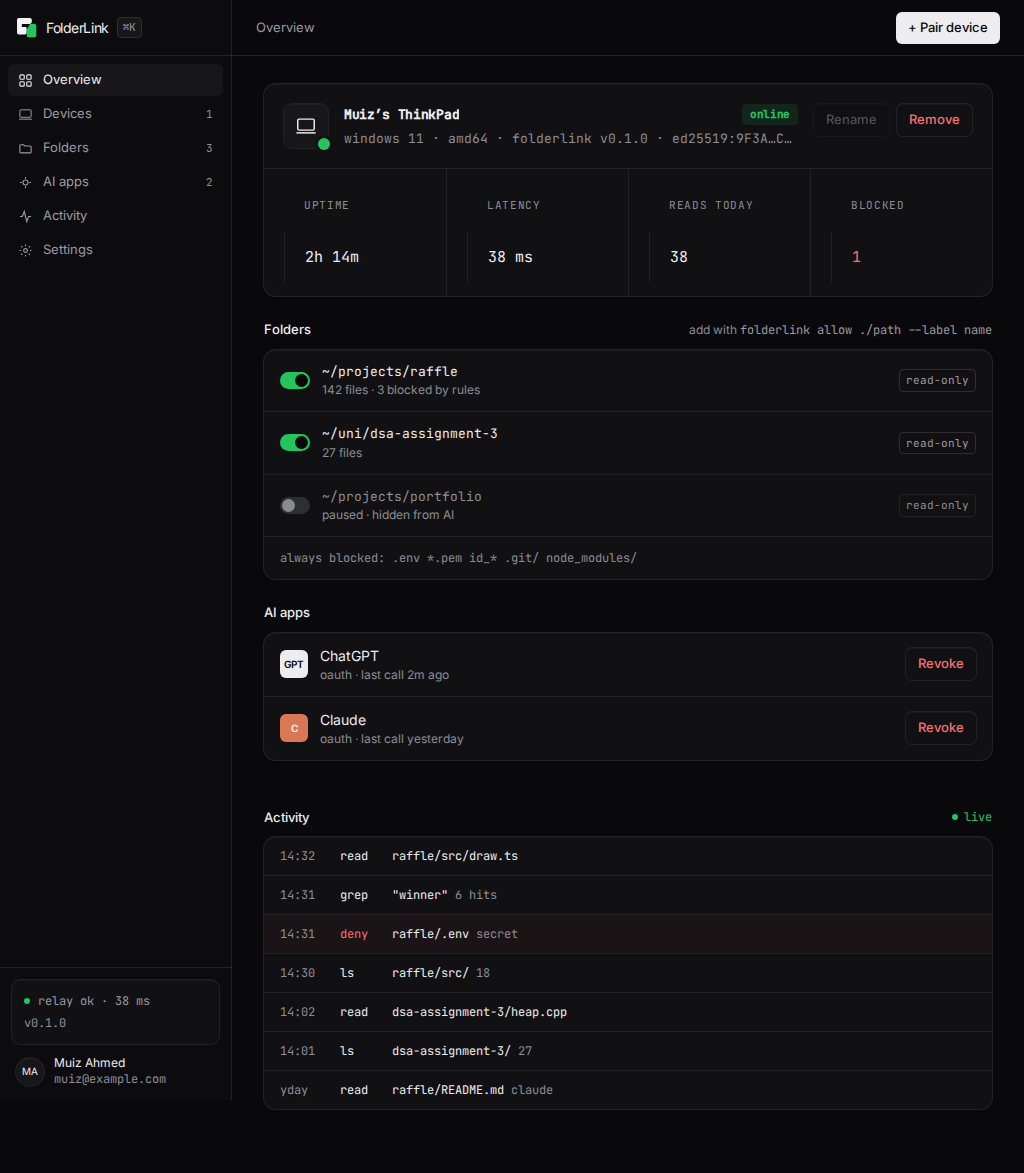 FolderLink ⌘K
Overview
+ Pair device
Overview
Devices 1
Folders 3
AI apps 2
Activity
Settings
relay ok · 38 ms
v0.1.0
MA
Muiz Ahmed
muiz@example.com
Muiz’s ThinkPad
online
windows 11 · amd64 · folderlink v0.1.0 · ed25519:9F3A…C…
Rename
Remove
UPTIME
2h 14m
LATENCY
38 ms
READS TODAY
38
BLOCKED
1
Folders
add with folderlink allow ./path --label name
~/projects/raffle
142 files · 3 blocked by rules
read-only
~/uni/dsa-assignment-3
27 files
read-only
~/projects/portfolio
paused · hidden from AI
read-only
always blocked: .env *.pem id_* .git/ node_modules/
AI apps
GPT
ChatGPT
oauth · last call 2m ago
Revoke
C
Claude
oauth · last call yesterday
Revoke
Activity
live
14:32 read raffle/src/draw.ts
14:31 grep "winner" 6 hits
14:31 deny raffle/.env secret
14:30 ls raffle/src/ 18
14:02 read dsa-assignment-3/heap.cpp
14:01 ls dsa-assignment-3/ 27
yday read raffle/README.md claude